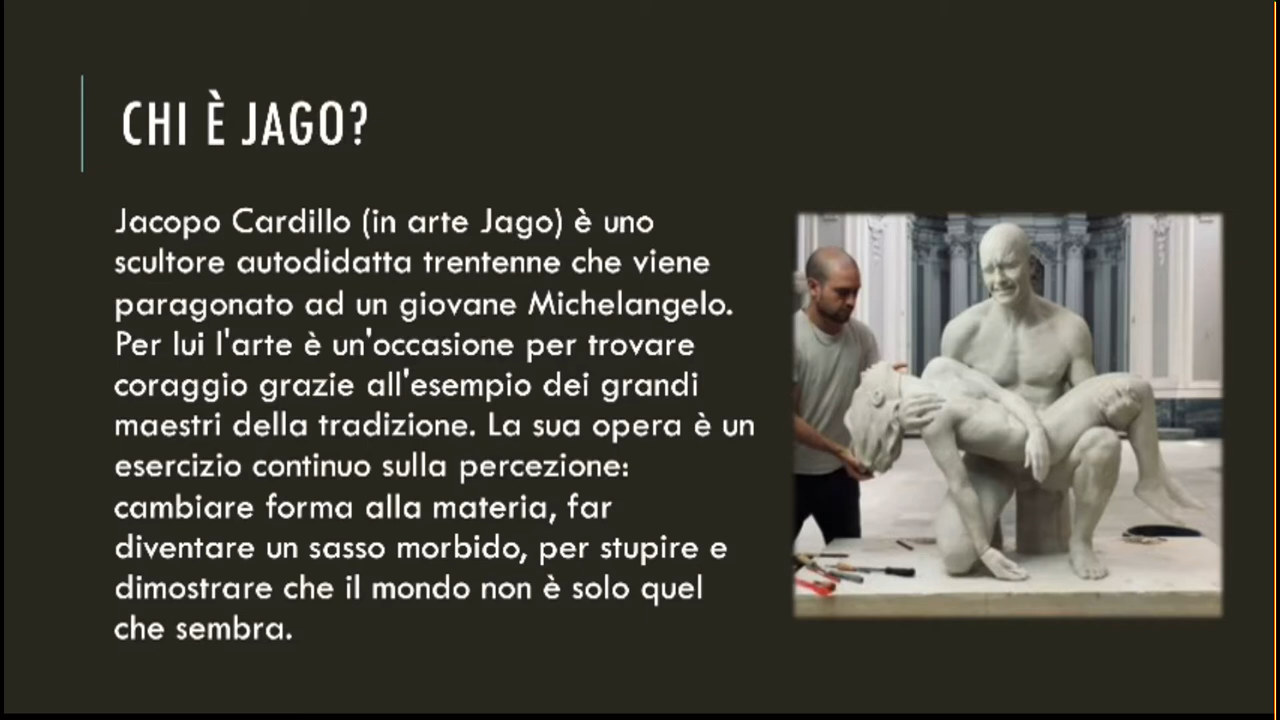 CHI È JAGO?
Jacopo Cardillo (in arte Jago) è uno
scultore autodidatta trentenne che viene
paragonato ad un giovane Michelangelo.
Per lui l'arte è un'occasione per trovare
coraggio grazie all'esempio dei grandi
maestri della tradizione. La sua opera è un
esercizio continuo sulla percezione:
cambiare forma alla materia, far
diventare un sasso morbido, per stupire e
dimostrare che il mondo non è solo quel
che sembra.